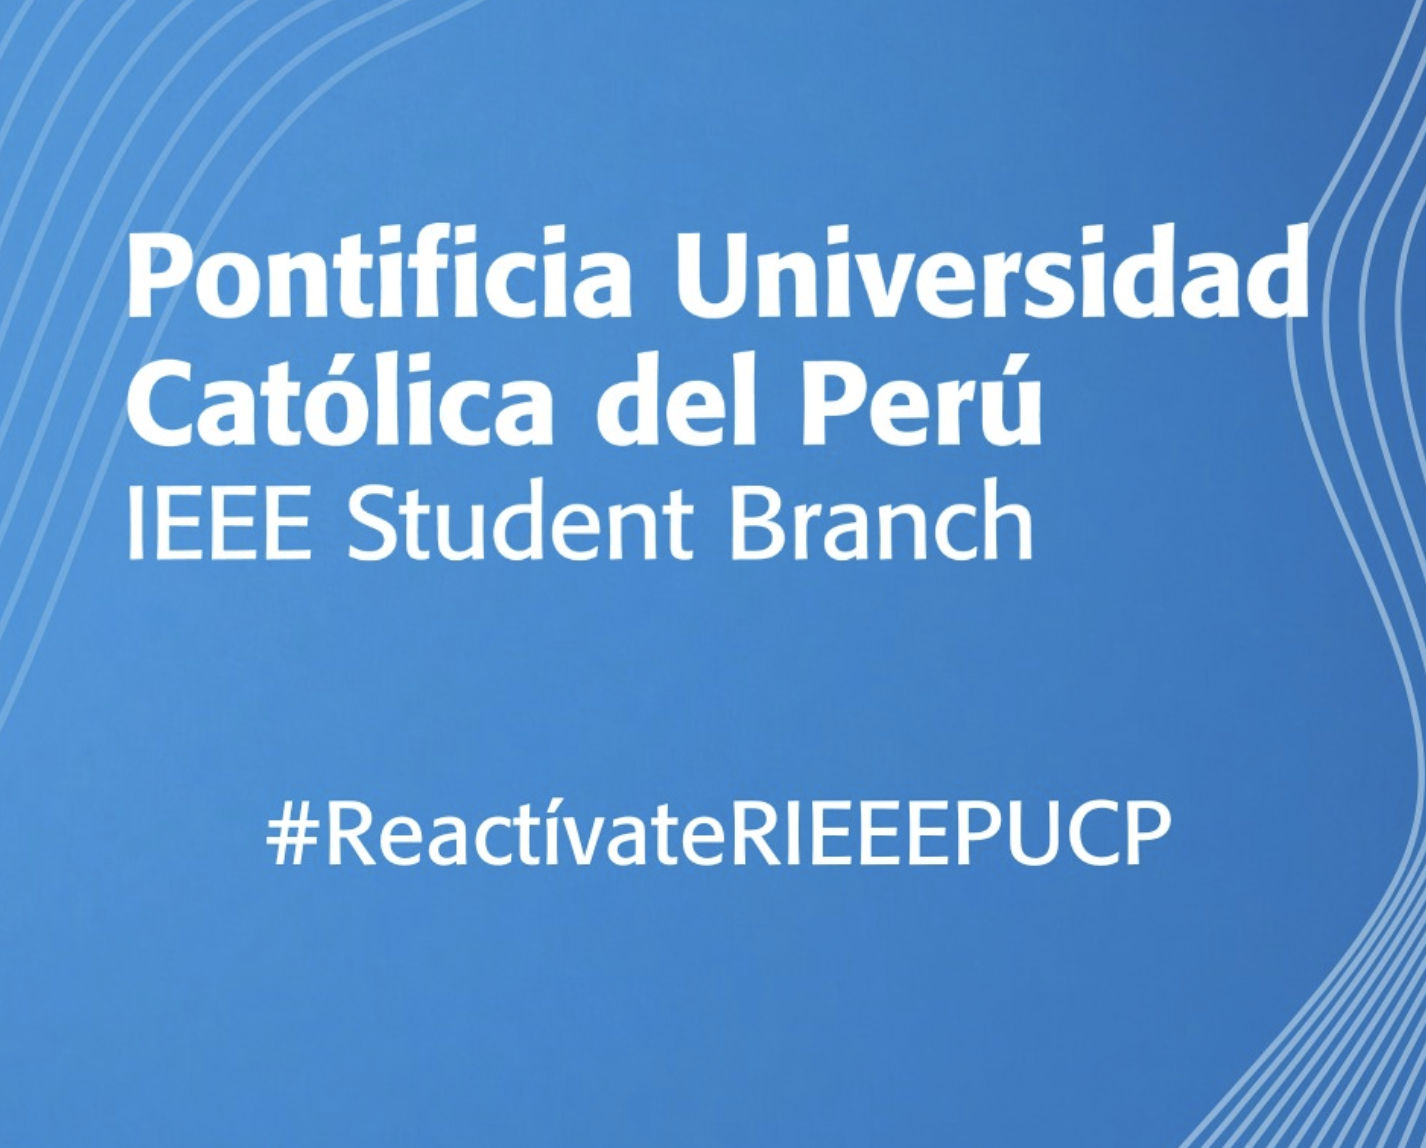 Pontificia Universidad
Católica del Perú
IEEE Student Branch
#ReactívateRIEEEPUCP